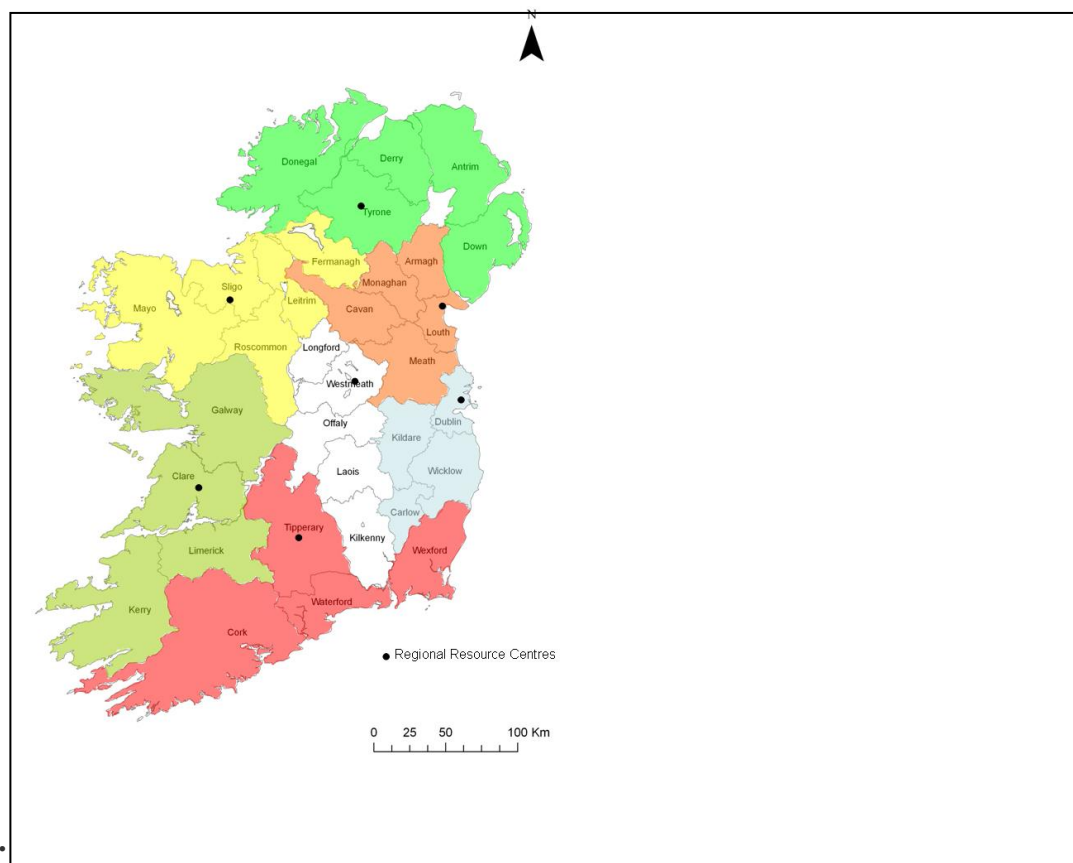 N
Donegal
Derry
Antrim
Tyrone
Down
Fermanagh
Armagh
Monaghan
Sligo
Leitrim
Mayo
Cavan
Louth
Roscommon
Longford
Meath
Westmeath
Galway
Offaly
Dublin
Kildare
Laois
Wicklow
Clare
Carlow
Tipperary
Kilkenny
Limerick
Wexford
Waterford
Kerry
Cork
Regional Resource Centres
0 25 50 100 Km